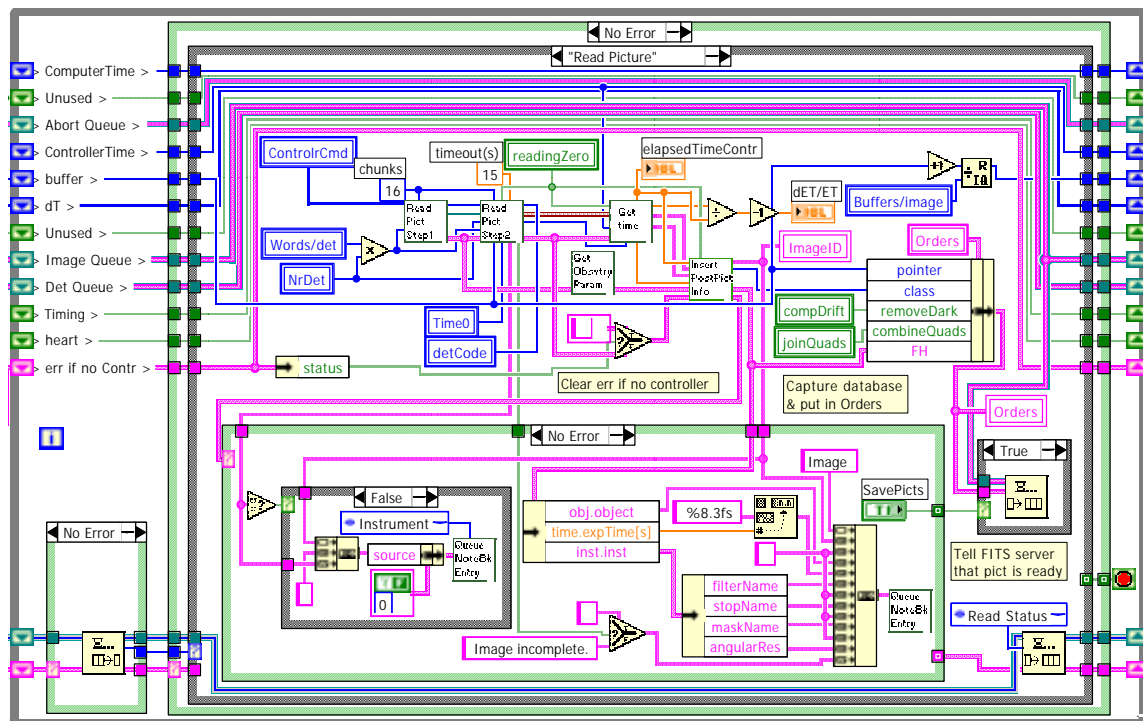 No Error
"Read Picture"
ComputerTime >
Unused >
Abort Queue >
ControllerTime >
buffer >
dT >
Unused >
Image Queue >
Det Queue >
Timing >
heart >
err if no Contr >
ControlrCmd
chunks
16
timeout(s)
15
readingZero
elapsedTimeContr
dET/ET
Buffers/image
R
IQ
Read
Pict
Step1
Read
Pict
Step2
Get
time
Words/det
NrDet
Get
Obsvtry
Param
Insert
PostPict
Info
ImageID
Orders
pointer
class
removeDark
combineQuads
FH
compDrift
joinQuads
Time0
detCode
status
Clear err if no controller
Capture database
& put in Orders
Orders
i
No Error
True
Image
SavePicts
TF
False
Instrument
source
TF
0
Queue
NoteBk
Entry
obj.object
time.expTime[s]
inst.inst
%8.3fs
filterName
stopName
maskName
angularRes
Image incomplete.
Queue
NoteBk
Entry
Tell FITS server
that pict is ready
Read Status
No Error